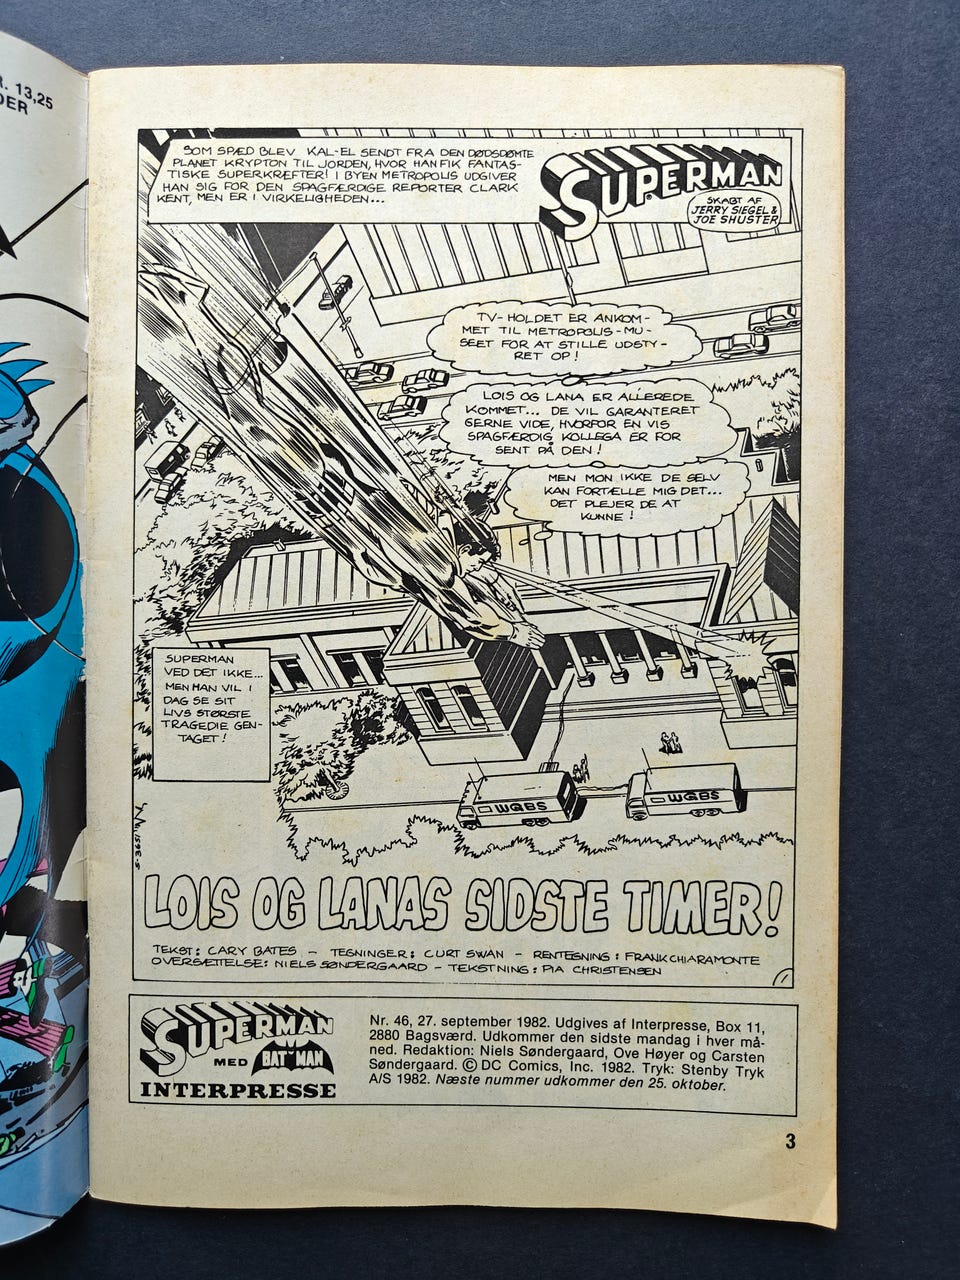 R. 13,25
DER
SOM SPÆD BLEV KAL-EL SENDT FRA DEN DØDSDØMTE
PLANET KRYPTON TIL JORDEN, HVOR HAN FIK FANTAS-
TISKE SUPERKRÆFTER! I BYEN METROPOLIS UDGIVER
HAN SIG FOR DEN SPAGFÆRDIGE REPORTER CLARK
KENT, MEN ER I VIRKELIGHEDEN...
SUPERMAN
SKABT AF
JERRY SIEGEL &
JOE SHUSTER
TV-HOLDET ER ANKOM-
MET TIL METROPOLIS-MU-
SEET FOR AT STILLE UDSTY-
RET OP!
LOIS OG LANA ER ALLEREDE
KOMMET... DE VIL GARANTERET
GERNE VIDE, HVORFOR EN VIS
SPAGFÆRDIG KOLLEGA ER FOR
SENT PÅ DEN!
MEN MON IKKE DE SELV
KAN FORTÆLLE MIG DET...
DET PLEJER DE AT
KUNNE!
SUPERMAN
VED DET IKKE...
MEN HAN VIL I
DAG SE SIT
LIVS STØRSTE
TRAGEDIE GEN-
TAGET!
WGBS
WGBS
S-3651
LOIS OG LANAS SIDSTE TIMER!
TEKST: CARY BATES - TEGNINGER: CURT SWAN - RENTEGNING: FRANK CHIARAMONTE
OVERSÆTTELSE: NIELS SØNDERGAARD - TEKSTNING: PIA CHRISTENSEN
1
SUPERMAN
MED BATMAN
INTERPRESSE
Nr. 46, 27. september 1982. Udgives af Interpresse, Box 11,
2880 Bagsværd. Udkommer den sidste mandag i hver må-
ned. Redaktion: Niels Søndergaard, Ove Høyer og Carsten
Søndergaard. © DC Comics, Inc. 1982. Tryk: Stenby Tryk
A/S 1982. Næste nummer udkommer den 25. oktober.
3